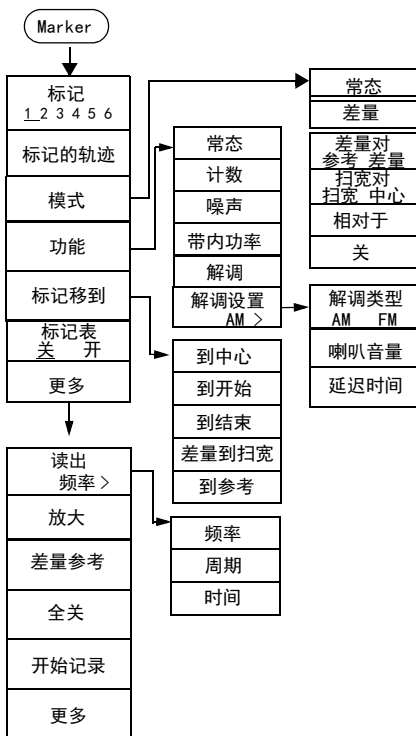 Marker
标记
1 2 3 4 5 6
标记的轨迹
模式
功能
标记移到
标记表
关 开
更多
读出
频率 >
放大
差量参考
全关
开始记录
更多
常态
计数
噪声
带内功率
解调
解调设置
AM >
到中心
到开始
到结束
差量到扫宽
到参考
频率
周期
时间
常态
差量
差量对
参考 差量
扫宽对
扫宽 中心
相对于
关
解调类型
AM FM
喇叭音量
延迟时间